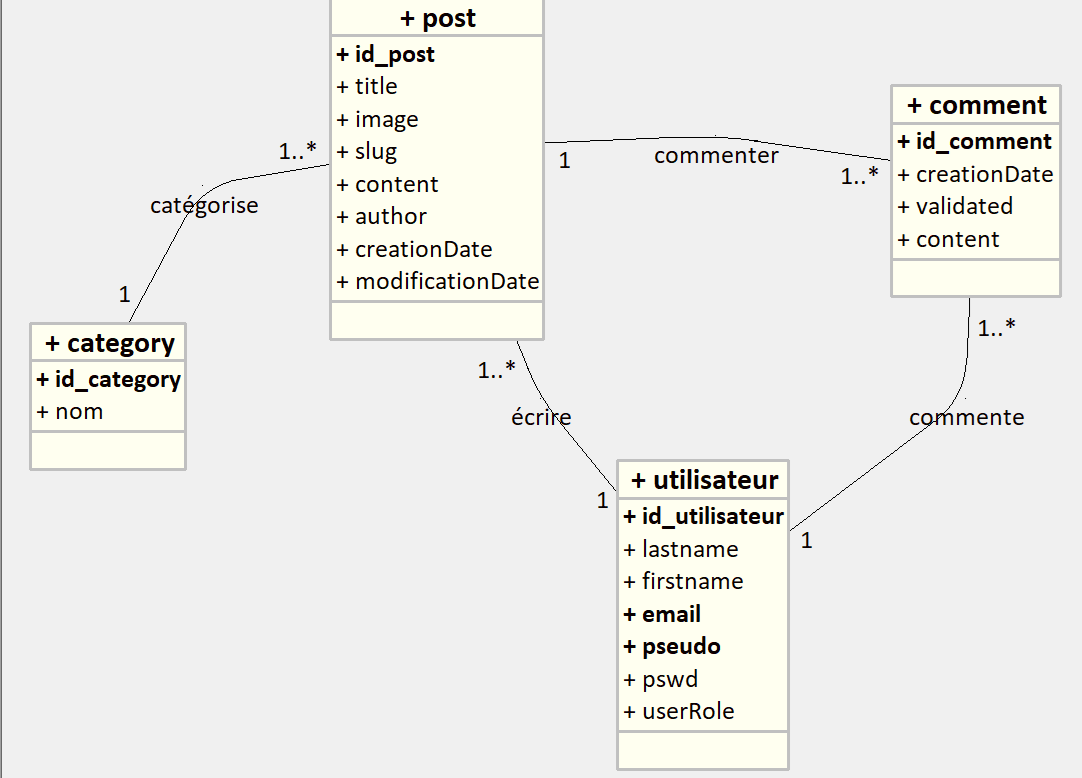 + post
+ id_post
+ title
+ image
+ slug
+ content
+ author
+ creationDate
+ modificationDate
1..*
catégorise
1
+ category
+ id_category
+ nom
1
commenter
1..*
+ comment
+ id_comment
+ creationDate
+ validated
+ content
1..*
écrire
1
1..*
commente
1
+ utilisateur
+ id_utilisateur
+ lastname
+ firstname
+ email
+ pseudo
+ pswd
+ userRole